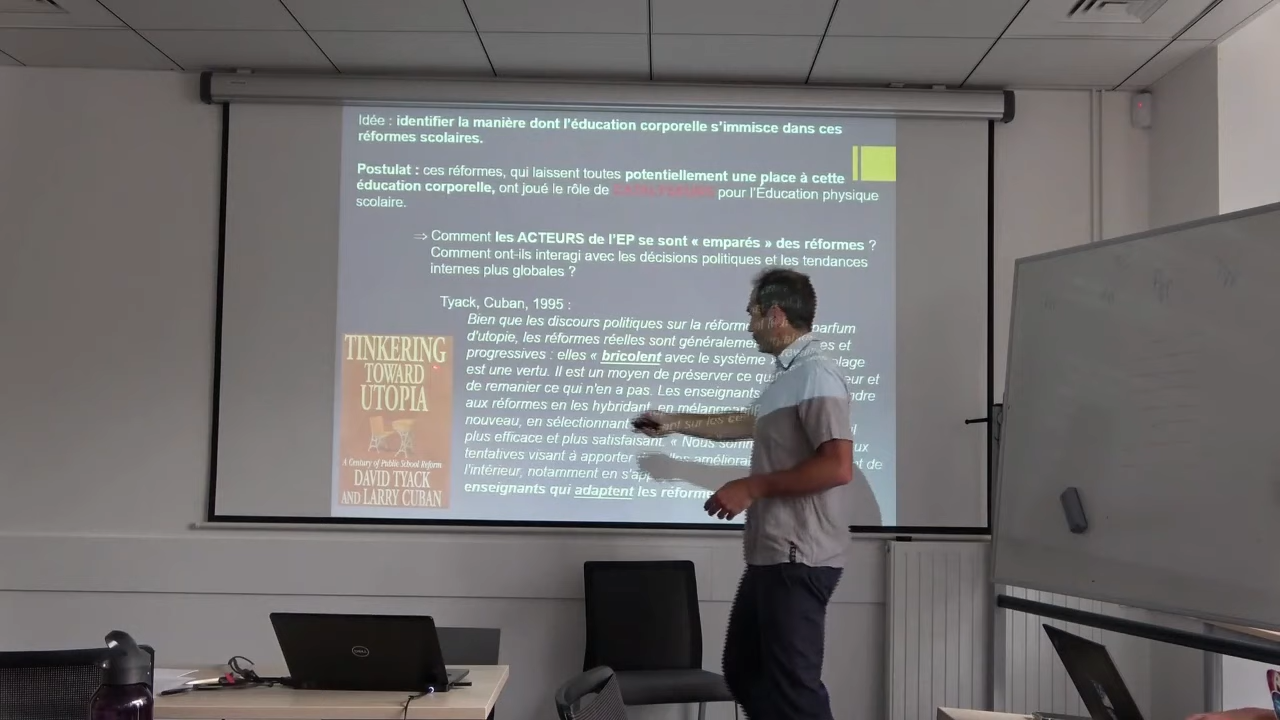 Idée : identifier la manière dont l'éducation corporelle s'immisce dans ces
réformes scolaires.
Postulat : ces réformes, qui laissent toutes potentiellement une place à cette
éducation corporelle, ont joué le rôle de pour l'Éducation physique
scolaire.
⇒ Comment les ACTEURS de l'EP se sont « emparés » des réformes ?
Comment ont-ils interagi avec les décisions politiques et les tendances
internes plus globales ?
Tyack, Cuban, 1995 :
Bien que les discours politiques sur la réforme parfum
d'utopie, les réformes réelles sont et
progressives : elles « bricolent avec le système
est une vertu. Il est un moyen de préserver ce et
de remanier ce qui n'en a pas. Les enseignants
aux réformes en les hybridant, en
nouveau, en sélectionnant
plus efficace et plus satisfaisant. « Nous
tentatives visant à apporter de
l'intérieur, notamment en
enseignants qui adaptent les
TINKERING
TOWARD
UTOPIA
A Century of Public School Reform
DAVID TYACK
AND LARRY CUBAN
DELL